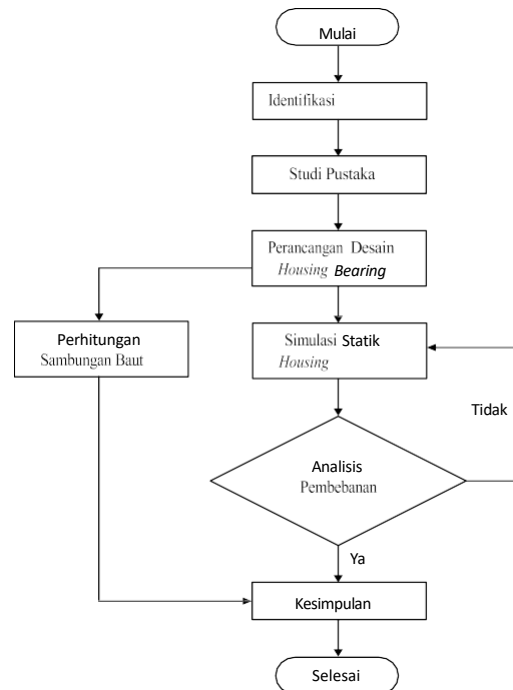 Mulai
Identifikasi
Studi Pustaka
Perancangan Desain
Housing Bearing
Perhitungan
Sambungan Baut
Simulasi Statik
Housing
Tidak
Analisis
Pembebanan
Ya
Kesimpulan
Selesai